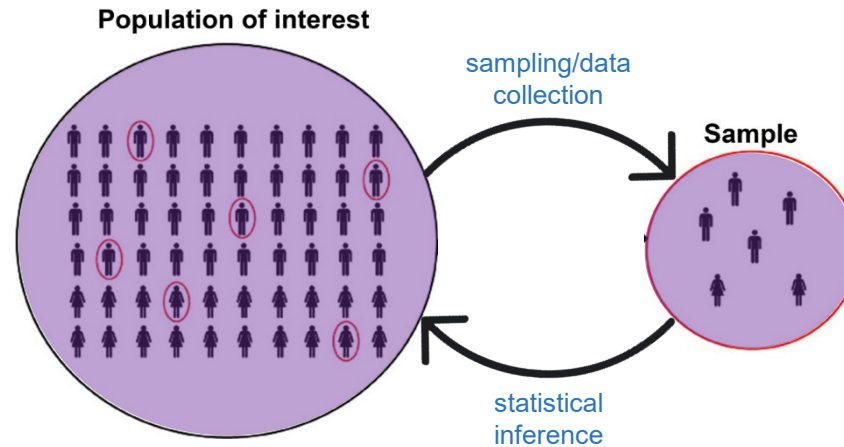 Population of interest
sampling/data
collection
Sample
statistical
inference